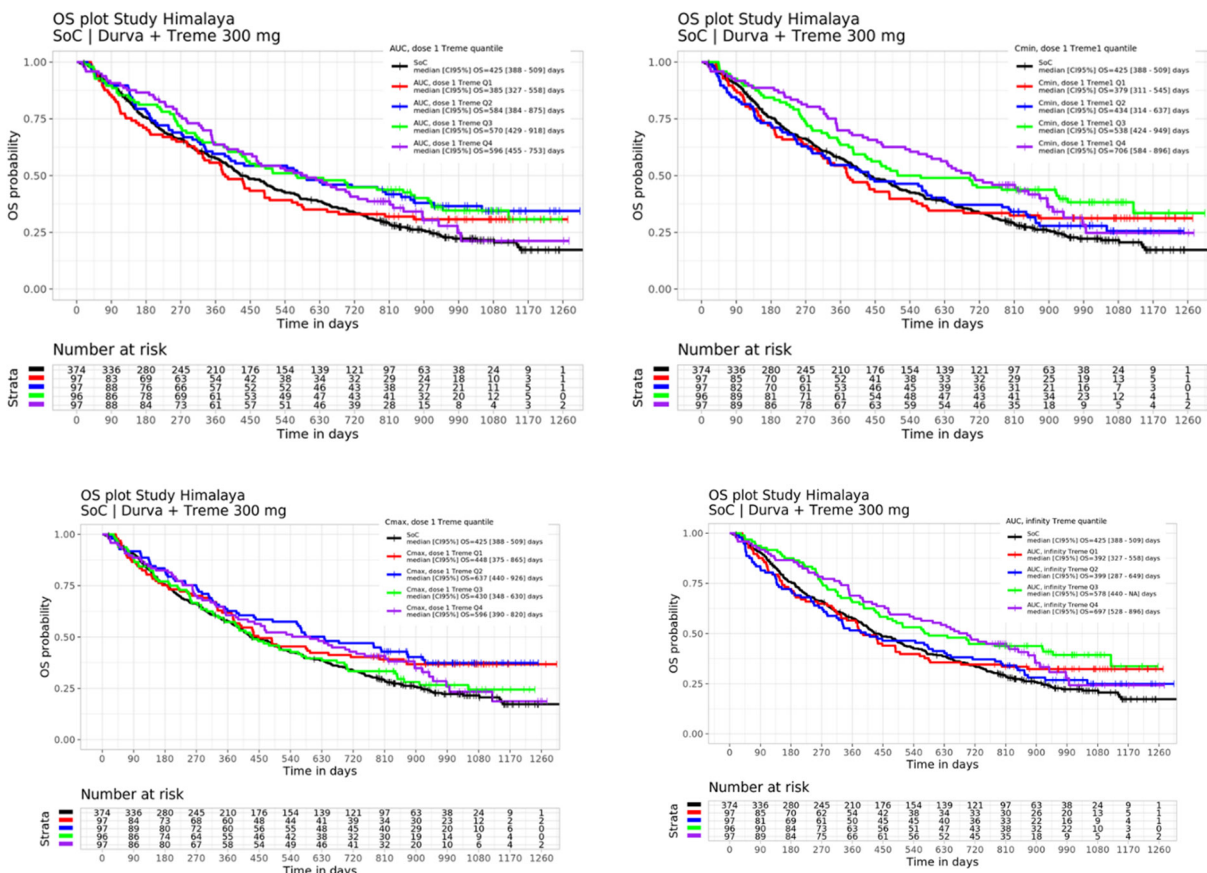 OS plot Study Himalaya
SoC | Durva + Treme 300 mg
AUC, dose 1 Treme quantile
SoC
median [CI95%] OS=425 [388 - 509] days
AUC, dose 1 Treme Q1
median [CI95%] OS=385 [327 - 558] days
AUC, dose 1 Treme Q2
median [CI95%] OS=584 [384 - 875] days
AUC, dose 1 Treme Q3
median [CI95%] OS=570 [429 - 918] days
AUC, dose 1 Treme Q4
median [CI95%] OS=596 [455 - 753] days
OS probability
1.00
0.75
0.50
0.25
0.00
0 90 180 270 360 450 540 630 720 810 900 990 1080 1170 1260
Time in days
Number at risk
Strata
374 336 280 245 210 176 154 139 121 97 63 38 24 9 1
97 83 69 63 54 42 38 34 32 29 24 18 10 3 1
97 88 76 66 57 52 52 46 43 38 27 21 11 5 1
96 86 78 69 61 53 49 47 43 41 32 20 12 5 0
97 88 84 73 61 57 51 46 39 28 15 8 4 3 2
0 90 180 270 360 450 540 630 720 810 900 990 1080 1170 1260
Time in days
OS plot Study Himalaya
SoC | Durva + Treme 300 mg
Cmin, dose 1 Treme1 quantile
SoC
median [CI95%] OS=425 [388 - 509] days
Cmin, dose 1 Treme1 Q1
median [CI95%] OS=379 [311 - 545] days
Cmin, dose 1 Treme1 Q2
median [CI95%] OS=434 [314 - 637] days
Cmin, dose 1 Treme1 Q3
median [CI95%] OS=538 [424 - 949] days
Cmin, dose 1 Treme1 Q4
median [CI95%] OS=706 [584 - 896] days
OS probability
1.00
0.75
0.50
0.25
0.00
0 90 180 270 360 450 540 630 720 810 900 990 1080 1170 1260
Time in days
Number at risk
Strata
374 336 280 245 210 176 154 139 121 97 63 38 24 9 1
97 85 70 61 52 41 38 33 32 29 25 19 13 5 1
97 82 70 61 53 46 45 39 36 31 21 16 7 3 0
96 89 81 71 61 54 48 47 43 41 34 23 12 4 1
97 89 86 78 67 63 59 54 46 35 18 9 5 4 2
0 90 180 270 360 450 540 630 720 810 900 990 1080 1170 1260
Time in days
OS plot Study Himalaya
SoC | Durva + Treme 300 mg
Cmax, dose 1 Treme quantile
SoC
median [CI95%] OS=425 [388 - 509] days
Cmax, dose 1 Treme Q1
median [CI95%] OS=448 [375 - 865] days
Cmax, dose 1 Treme Q2
median [CI95%] OS=637 [440 - 926] days
Cmax, dose 1 Treme Q3
median [CI95%] OS=430 [348 - 630] days
Cmax, dose 1 Treme Q4
median [CI95%] OS=596 [390 - 820] days
OS probability
1.00
0.75
0.50
0.25
0.00
0 90 180 270 360 450 540 630 720 810 900 990 1080 1170 1260
Time in days
Number at risk
Strata
374 336 280 245 210 176 154 139 121 97 63 38 24 9 1
97 84 73 68 60 48 44 41 39 34 30 23 12 2 2
97 89 80 72 60 56 55 48 45 40 29 20 10 6 0
96 86 74 64 55 46 42 38 32 30 19 14 9 4
97 86 80 67 58 54 49 46 41 32 20 10 6 4 2
0 90 180 270 360 450 540 630 720 810 900 990 1080 1170 1260
Time in days
OS plot Study Himalaya
SoC | Durva + Treme 300 mg
AUC, infinity Treme quantile
SoC
median [CI95%] OS=425 [388 - 509] days
AUC, infinity Treme Q1
median [CI95%] OS=392 [327 - 558] days
AUC, infinity Treme Q2
median [CI95%] OS=399 [287 - 649] days
AUC, infinity Treme Q3
median [CI95%] OS=578 [440 - NA] days
AUC, infinity Treme Q4
median [CI95%] OS=697 [528 - 896] days
OS probability
1.00
0.75
0.50
0.25
0.00
0 90 180 270 360 450 540 630 720 810 900 990 1080 1170 1260
Time in days
Number at risk
Strata
374 336 280 245 210 176 154 139 121 97 63 38 24 9 1
97 85 70 62 54 42 38 34 33 30 26 20 13 5 1
97 81 69 61 50 45 45 40 36 33 22 16 9 4 1
96 90 84 73 63 56 51 47 43 38 32 22 10 3 0
97 89 84 75 66 61 56 52 45 35 18 9 5 4 2
0 90 180 270 360 450 540 630 720 810 900 990 1080 1170 1260
Time in days